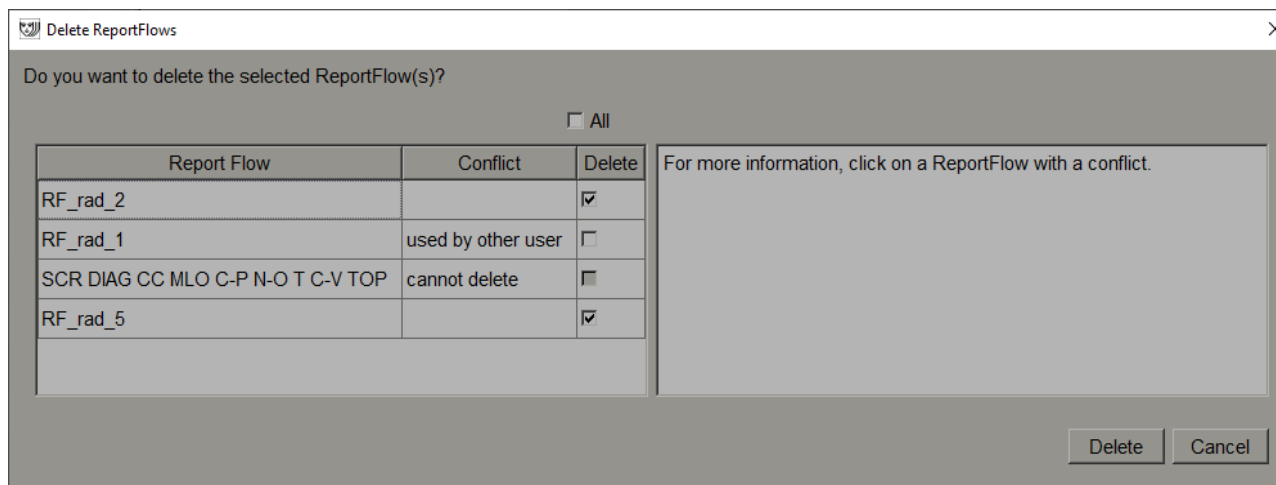 Delete ReportFlows
Do you want to delete the selected ReportFlow(s)?
All
Report Flow Conflict Delete
RF_rad_2
RF_rad_1 used by other user
SCR DIAG CC MLO C-P N-O T C-V TOP cannot delete
RF_rad_5
For more information, click on a ReportFlow with a conflict.
Delete Cancel